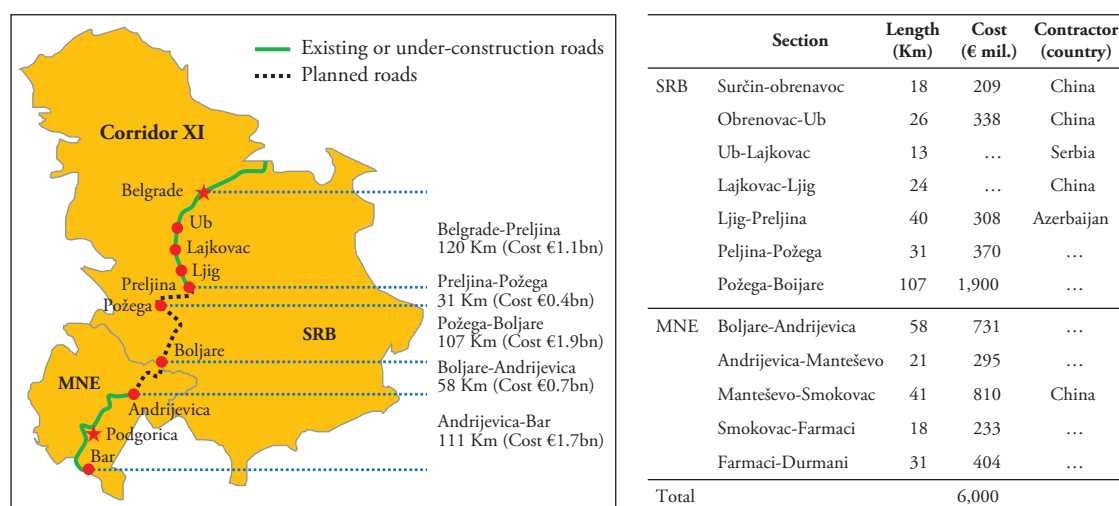 Existing or under-construction roads
Planned roads
Corridor XI
Belgrade
Ub
Lajkovac
Ljig
Preljina
Požega
Boljare
SRB
MNE
Andrijevica
Podgorica
Bar
Belgrade-Preljina
120 Km (Cost €1.1bn)
Preljina-Požega
31 Km (Cost €0.4bn)
Požega-Boljare
107 Km (Cost €1.9bn)
Boljare-Andrijevica
58 Km (Cost €0.7bn)
Andrijevica-Bar
111 Km (Cost €1.7bn)
Section Length (Km) Cost (€ mil.) Contractor (country)
SRB Surčin-obrenavoc 18 209 China
Obrenovac-Ub 26 338 China
Ub-Lajkovac 13 … Serbia
Lajkovac-Ljig 24 … China
Ljig-Preljina 40 308 Azerbaijan
Peljina-Požega 31 370 …
Požega-Boijare 107 1,900 …
MNE Boljare-Andrijevica 58 731 …
Andrijevica-Manteševo 21 295 …
Manteševo-Smokovac 41 810 China
Smokovac-Farmaci 18 233 …
Farmaci-Durmani 31 404 …
Total 6,000